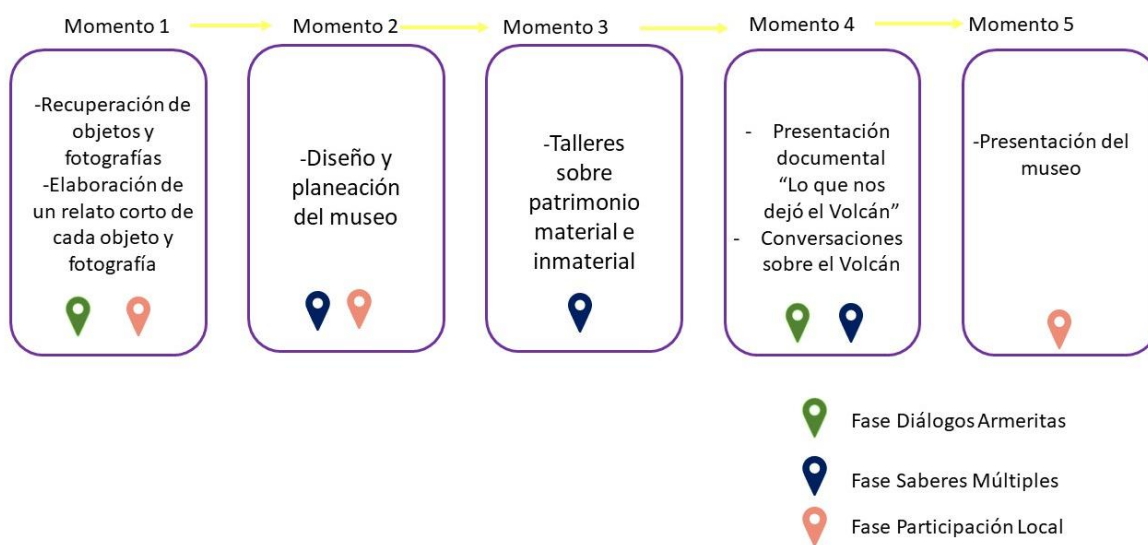 Momento 1
Momento 2
Momento 3
Momento 4
Momento 5
-Recuperación de
objetos y
fotografías
-Elaboración de
un relato corto de
cada objeto y
fotografía
-Diseño y
planeación
del museo
-Talleres
sobre
patrimonio
material e
inmaterial
- Presentación
documental
“Lo que nos
dejó el Volcán”
- Conversaciones
sobre el Volcán
-Presentación del
museo
Fase Diálogos Armeritas
Fase Saberes Múltiples
Fase Participación Local